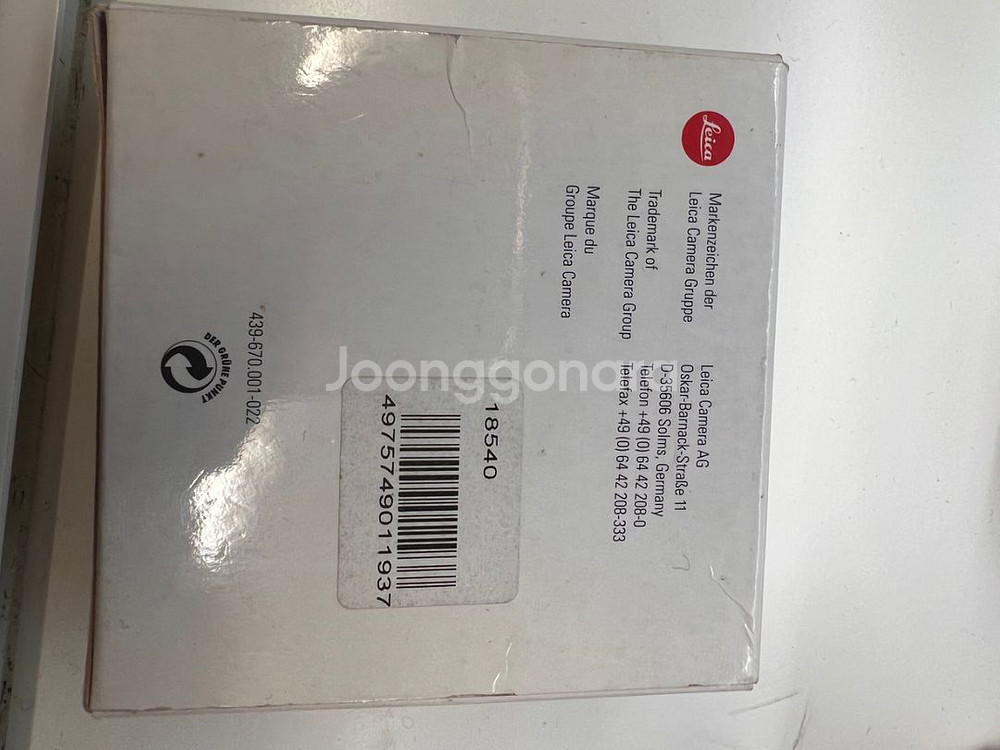 Leica
Markenzeichen der
Leica Camera Gruppe
Trademark of
The Leica Camera Group
Marque du
Groupe Leica Camera
Leica Camera AG
Oskar-Barnack-Straße 11
D-35606 Solms, Germany
Telefon +49 (0) 64 42 208-0
Telefax +49 (0) 64 42 208-333
18540
4975749011937
439-670.001-022
DER GRÜNE PUNKT
Joonggonara